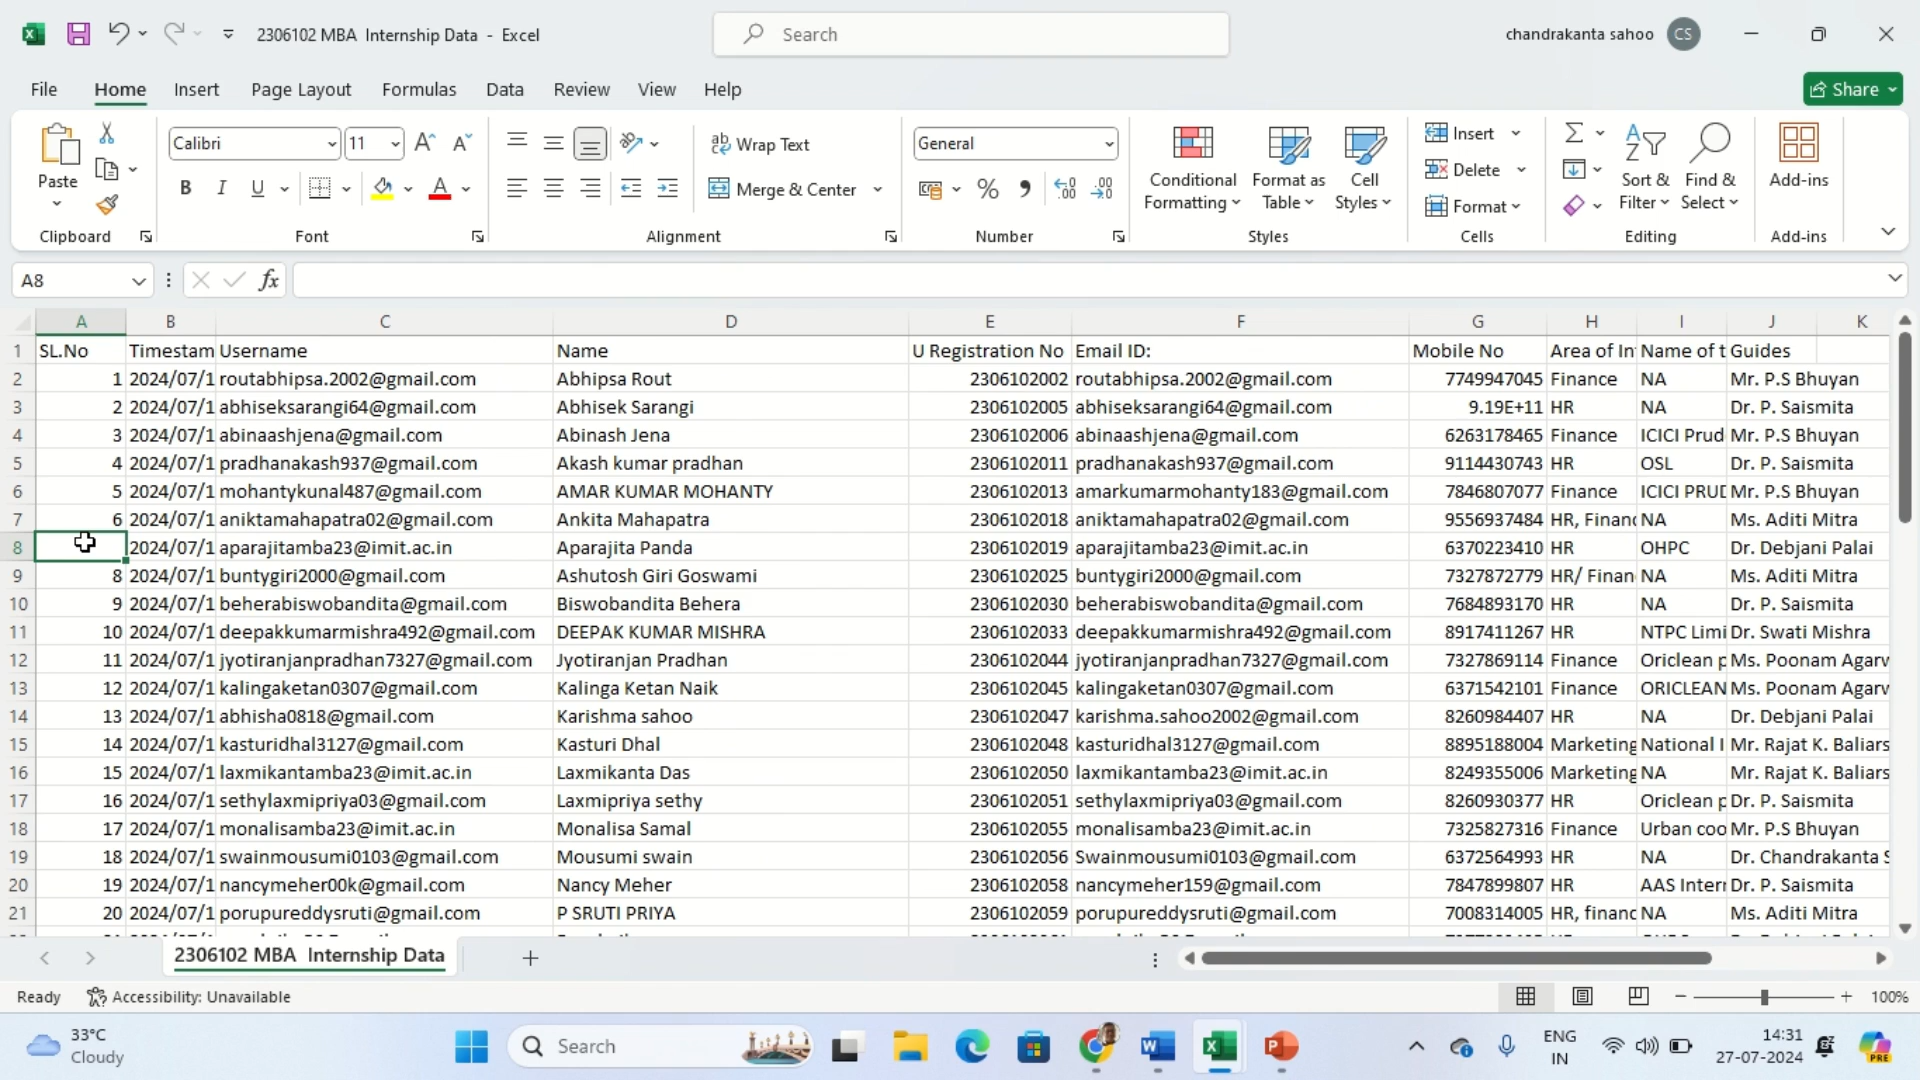 2306102 MBA Internship Data - Excel
Search
chandrakanta sahoo CS
File Home Insert Page Layout Formulas Data Review View Help
Share
Paste
Calibri 11
B I U
Wrap Text
Merge & Center
General
Conditional Formatting
Format as Table
Cell Styles
Insert
Delete
Format
Sort & Filter
Find & Select
Add-ins
Clipboard Font Alignment Number Styles Cells Editing Add-ins
A8 fx
A B C D E F G H I J K
1 SL.No Timestam Username Name U Registration No Email ID: Mobile No Area of In Name of t Guides
2 1 2024/07/1 routabhipsa.2002@gmail.com Abhipsa Rout 2306102002 routabhipsa.2002@gmail.com 7749947045 Finance NA Mr. P.S Bhuyan
3 2 2024/07/1 abhiseksarangi64@gmail.com Abhisek Sarangi 2306102005 abhiseksarangi64@gmail.com 9.19E+11 HR NA Dr. P. Saismita
4 3 2024/07/1 abinaashjena@gmail.com Abinash Jena 2306102006 abinaashjena@gmail.com 6263178465 Finance ICICI Prud Mr. P.S Bhuyan
5 4 2024/07/1 pradhanakash937@gmail.com Akash kumar pradhan 2306102011 pradhanakash937@gmail.com 9114430743 HR OSL Dr. P. Saismita
6 5 2024/07/1 mohantykunal487@gmail.com AMAR KUMAR MOHANTY 2306102013 amarkumarmohanty183@gmail.com 7846807077 Finance ICICI PRUD Mr. P.S Bhuyan
7 6 2024/07/1 aniktamahapatra02@gmail.com Ankita Mahapatra 2306102018 aniktamahapatra02@gmail.com 9556937484 HR, Financ NA Ms. Aditi Mitra
8 2024/07/1 aparajitamba23@imit.ac.in Aparajita Panda 2306102019 aparajitamba23@imit.ac.in 6370223410 HR OHPC Dr. Debjani Palai
9 8 2024/07/1 buntygiri2000@gmail.com Ashutosh Giri Goswami 2306102025 buntygiri2000@gmail.com 7327872779 HR/ Finan NA Ms. Aditi Mitra
10 9 2024/07/1 beherabiswobandita@gmail.com Biswobandita Behera 2306102030 beherabiswobandita@gmail.com 7684893170 HR NA Dr. P. Saismita
11 10 2024/07/1 deepakkumarmishra492@gmail.com DEEPAK KUMAR MISHRA 2306102033 deepakkumarmishra492@gmail.com 8917411267 HR NTPC Limi Dr. Swati Mishra
12 11 2024/07/1 jyotiranjanpradhan7327@gmail.com Jyotiranjan Pradhan 2306102044 jyotiranjanpradhan7327@gmail.com 7327869114 Finance Oriclean p Ms. Poonam Agarw
13 12 2024/07/1 kalingaketan0307@gmail.com Kalinga Ketan Naik 2306102045 kalingaketan0307@gmail.com 6371542101 Finance ORICLEAN Ms. Poonam Agarw
14 13 2024/07/1 abhisha0818@gmail.com Karishma sahoo 2306102047 karishma.sahoo2002@gmail.com 8260984407 HR NA Dr. Debjani Palai
15 14 2024/07/1 kasturidhal3127@gmail.com Kasturi Dhal 2306102048 kasturidhal3127@gmail.com 8895188004 Marketing National I Mr. Rajat K. Baliars
16 15 2024/07/1 laxmikantamba23@imit.ac.in Laxmikanta Das 2306102050 laxmikantamba23@imit.ac.in 8249355006 Marketing NA Mr. Rajat K. Baliars
17 16 2024/07/1 sethylaxmipriya03@gmail.com Laxmipriya sethy 2306102051 sethylaxmipriya03@gmail.com 8260930377 HR Oriclean p Dr. P. Saismita
18 17 2024/07/1 monalisamba23@imit.ac.in Monalisa Samal 2306102055 monalisamba23@imit.ac.in 7325827316 Finance Urban coo Mr. P.S Bhuyan
19 18 2024/07/1 swainmousumi0103@gmail.com Mousumi swain 2306102056 Swainmousumi0103@gmail.com 6372564993 HR NA Dr. Chandrakanta S
20 19 2024/07/1 nancymeher00k@gmail.com Nancy Meher 2306102058 nancymeher159@gmail.com 7847899807 HR AAS Interr Dr. P. Saismita
21 20 2024/07/1 porupureddysruti@gmail.com P SRUTI PRIYA 2306102059 porupureddysruti@gmail.com 7008314005 HR, financ NA Ms. Aditi Mitra
2306102 MBA Internship Data
Ready Accessibility: Unavailable 100%
33°C
Cloudy
Search
ENG
IN
14:31
27-07-2024
PRE